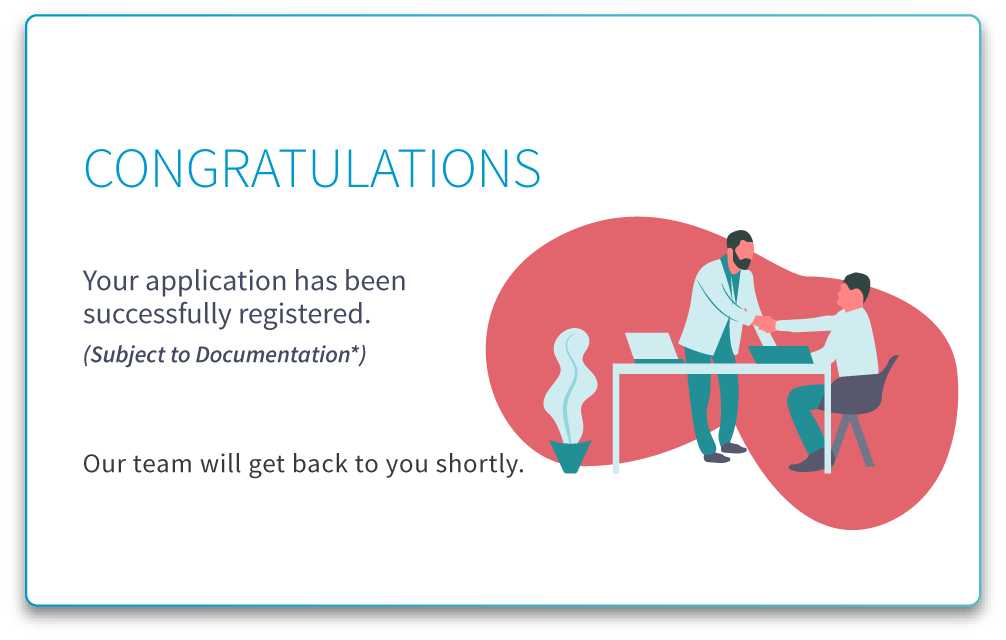 CONGRATULATIONS
Your application has been
successfully registered.
(Subject to Documentation*)
Our team will get back to you shortly.